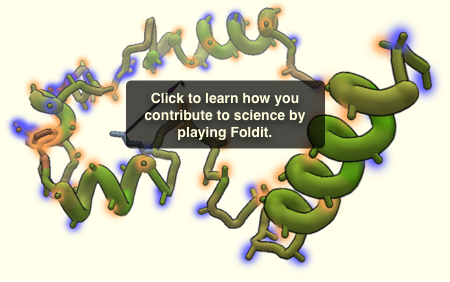 Click to learn how you
contribute to science by
playing Foldit.